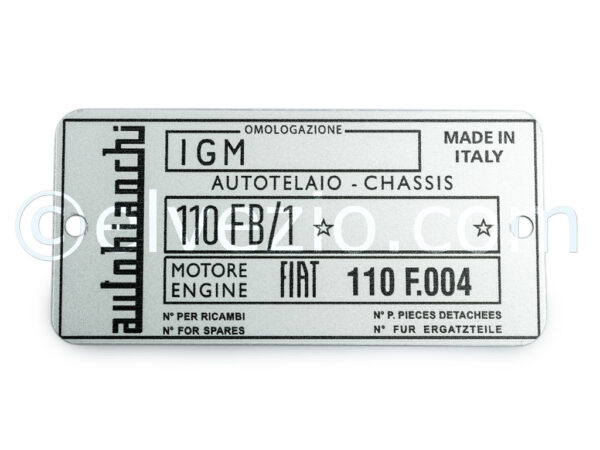 autobianchi
OMOLOGAZIONE
IGM
MADE IN
ITALY
AUTOTELAIO - CHASSIS
110 FB/1 ☆ ☆
MOTORE
ENGINE
FIAT 110 F.004
N° PER RICAMBI
N° FOR SPARES
N° P. PIECES DETACHEES
N° FUR ERGATZTEILE
©elvezio.com